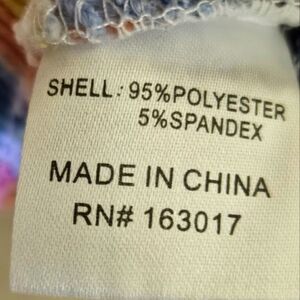 SHELL: 95%POLYESTER
5%SPANDEX
MADE IN CHINA
RN# 163017